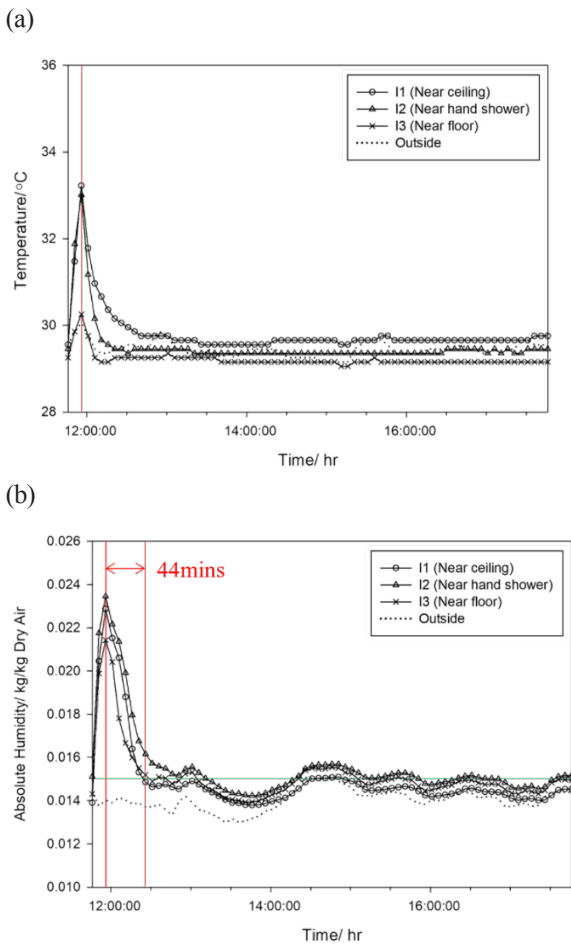 (a)
36
34
32
30
28
Temperature/°C
I1 (Near ceiling)
I2 (Near hand shower)
I3 (Near floor)
Outside
12:00:00 14:00:00 16:00:00
Time/ hr
(b)
0.026
0.024
0.022
0.020
0.018
0.016
0.014
0.012
0.010
Absolute Humidity/ kg/kg Dry Air
44mins
I1 (Near ceiling)
I2 (Near hand shower)
I3 (Near floor)
Outside
12:00:00 14:00:00 16:00:00
Time/ hr